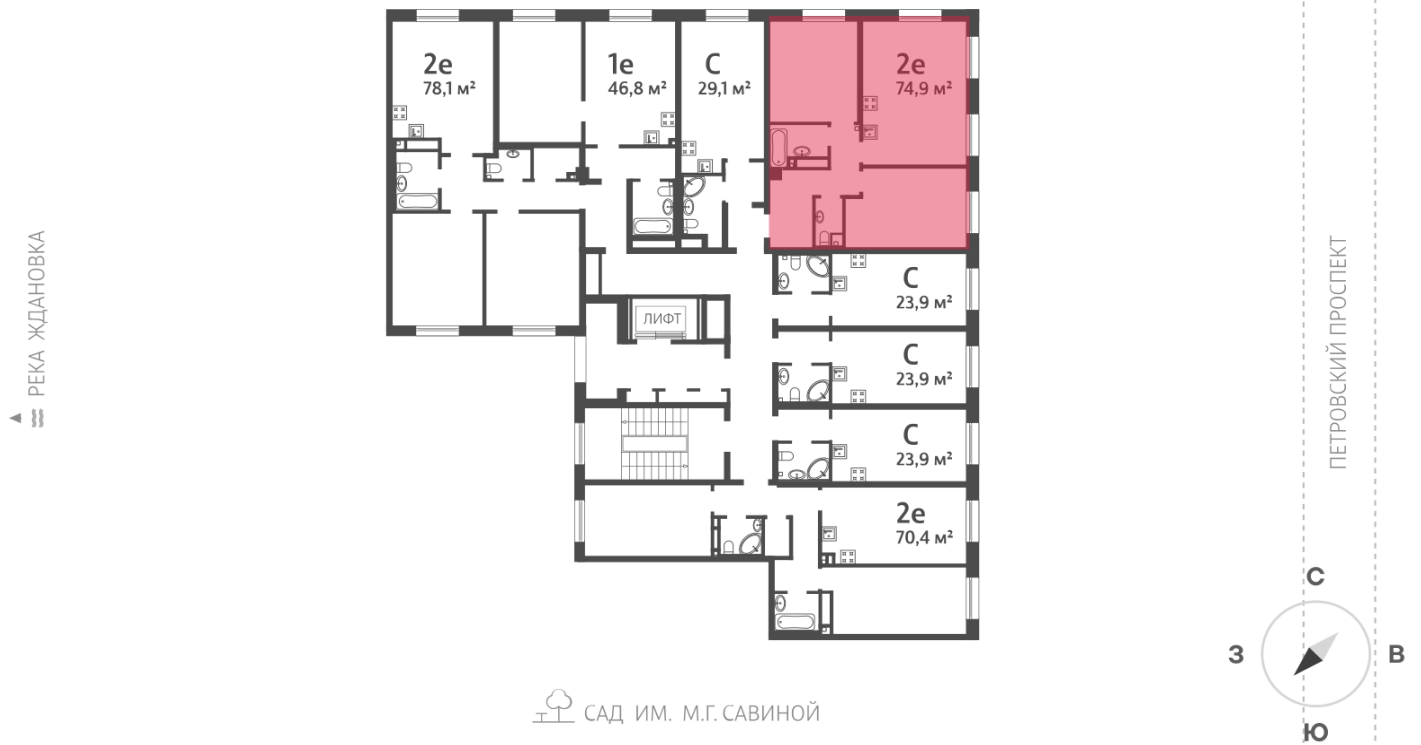 2е
78,1 м²
1е
46,8 м²
С
29,1 м²
2е
74,9 м²
С
23,9 м²
ЛИФТ
С
23,9 м²
С
23,9 м²
2е
70,4 м²
РЕКА ЖДАНОВКА
ПЕТРОВСКИЙ ПРОСПЕКТ
С
З
В
Ю
САД ИМ. М.Г. САВИНОЙ